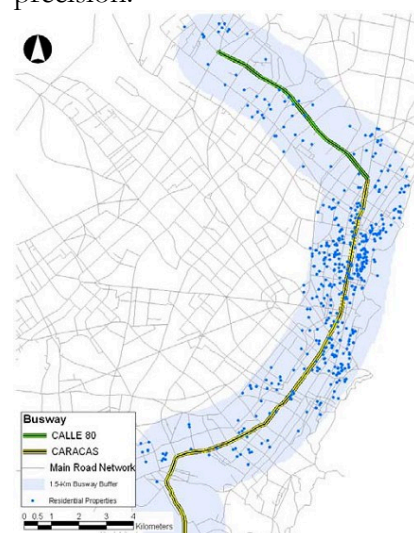 precision.
Busway
CALLE 80
CARACAS
Main Road Network
1.5-Km Busway Buffer
Residential Properties
0 0.5 1 2 3 4
Kilometers